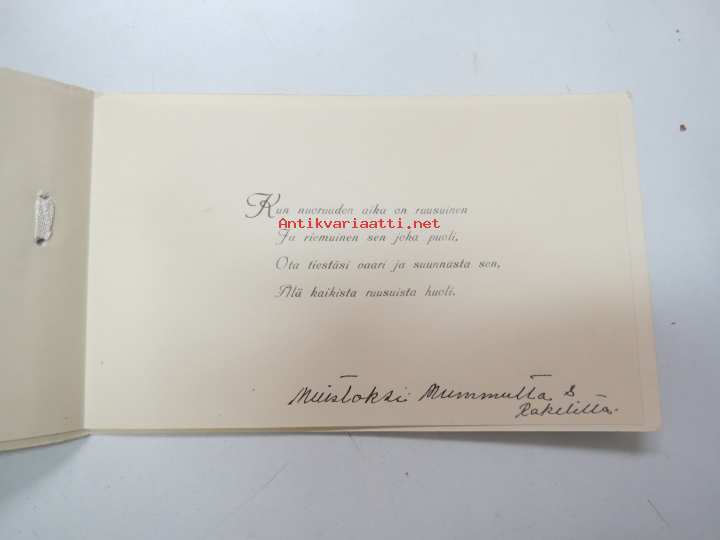 Kun nuoruuden aika on ruusuinen
Antikvariaatti.net
Ja riemuinen sen joka puoli,
Ota tiestäsi vaari ja suunnasta sen,
Älä kaikista ruusuista huoli.
Muistoksi Mummulta &
Rakelilta.